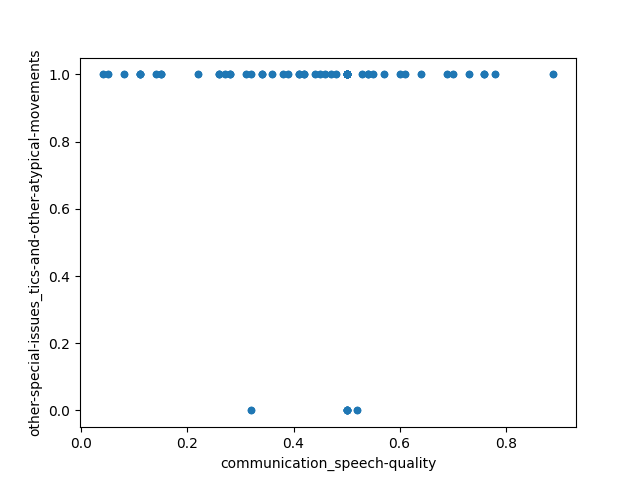 1.0
0.8
0.6
0.4
0.2
0.0
other-special-issues_tics-and-other-atypical-movements
0.0 0.2 0.4 0.6 0.8
communication_speech-quality